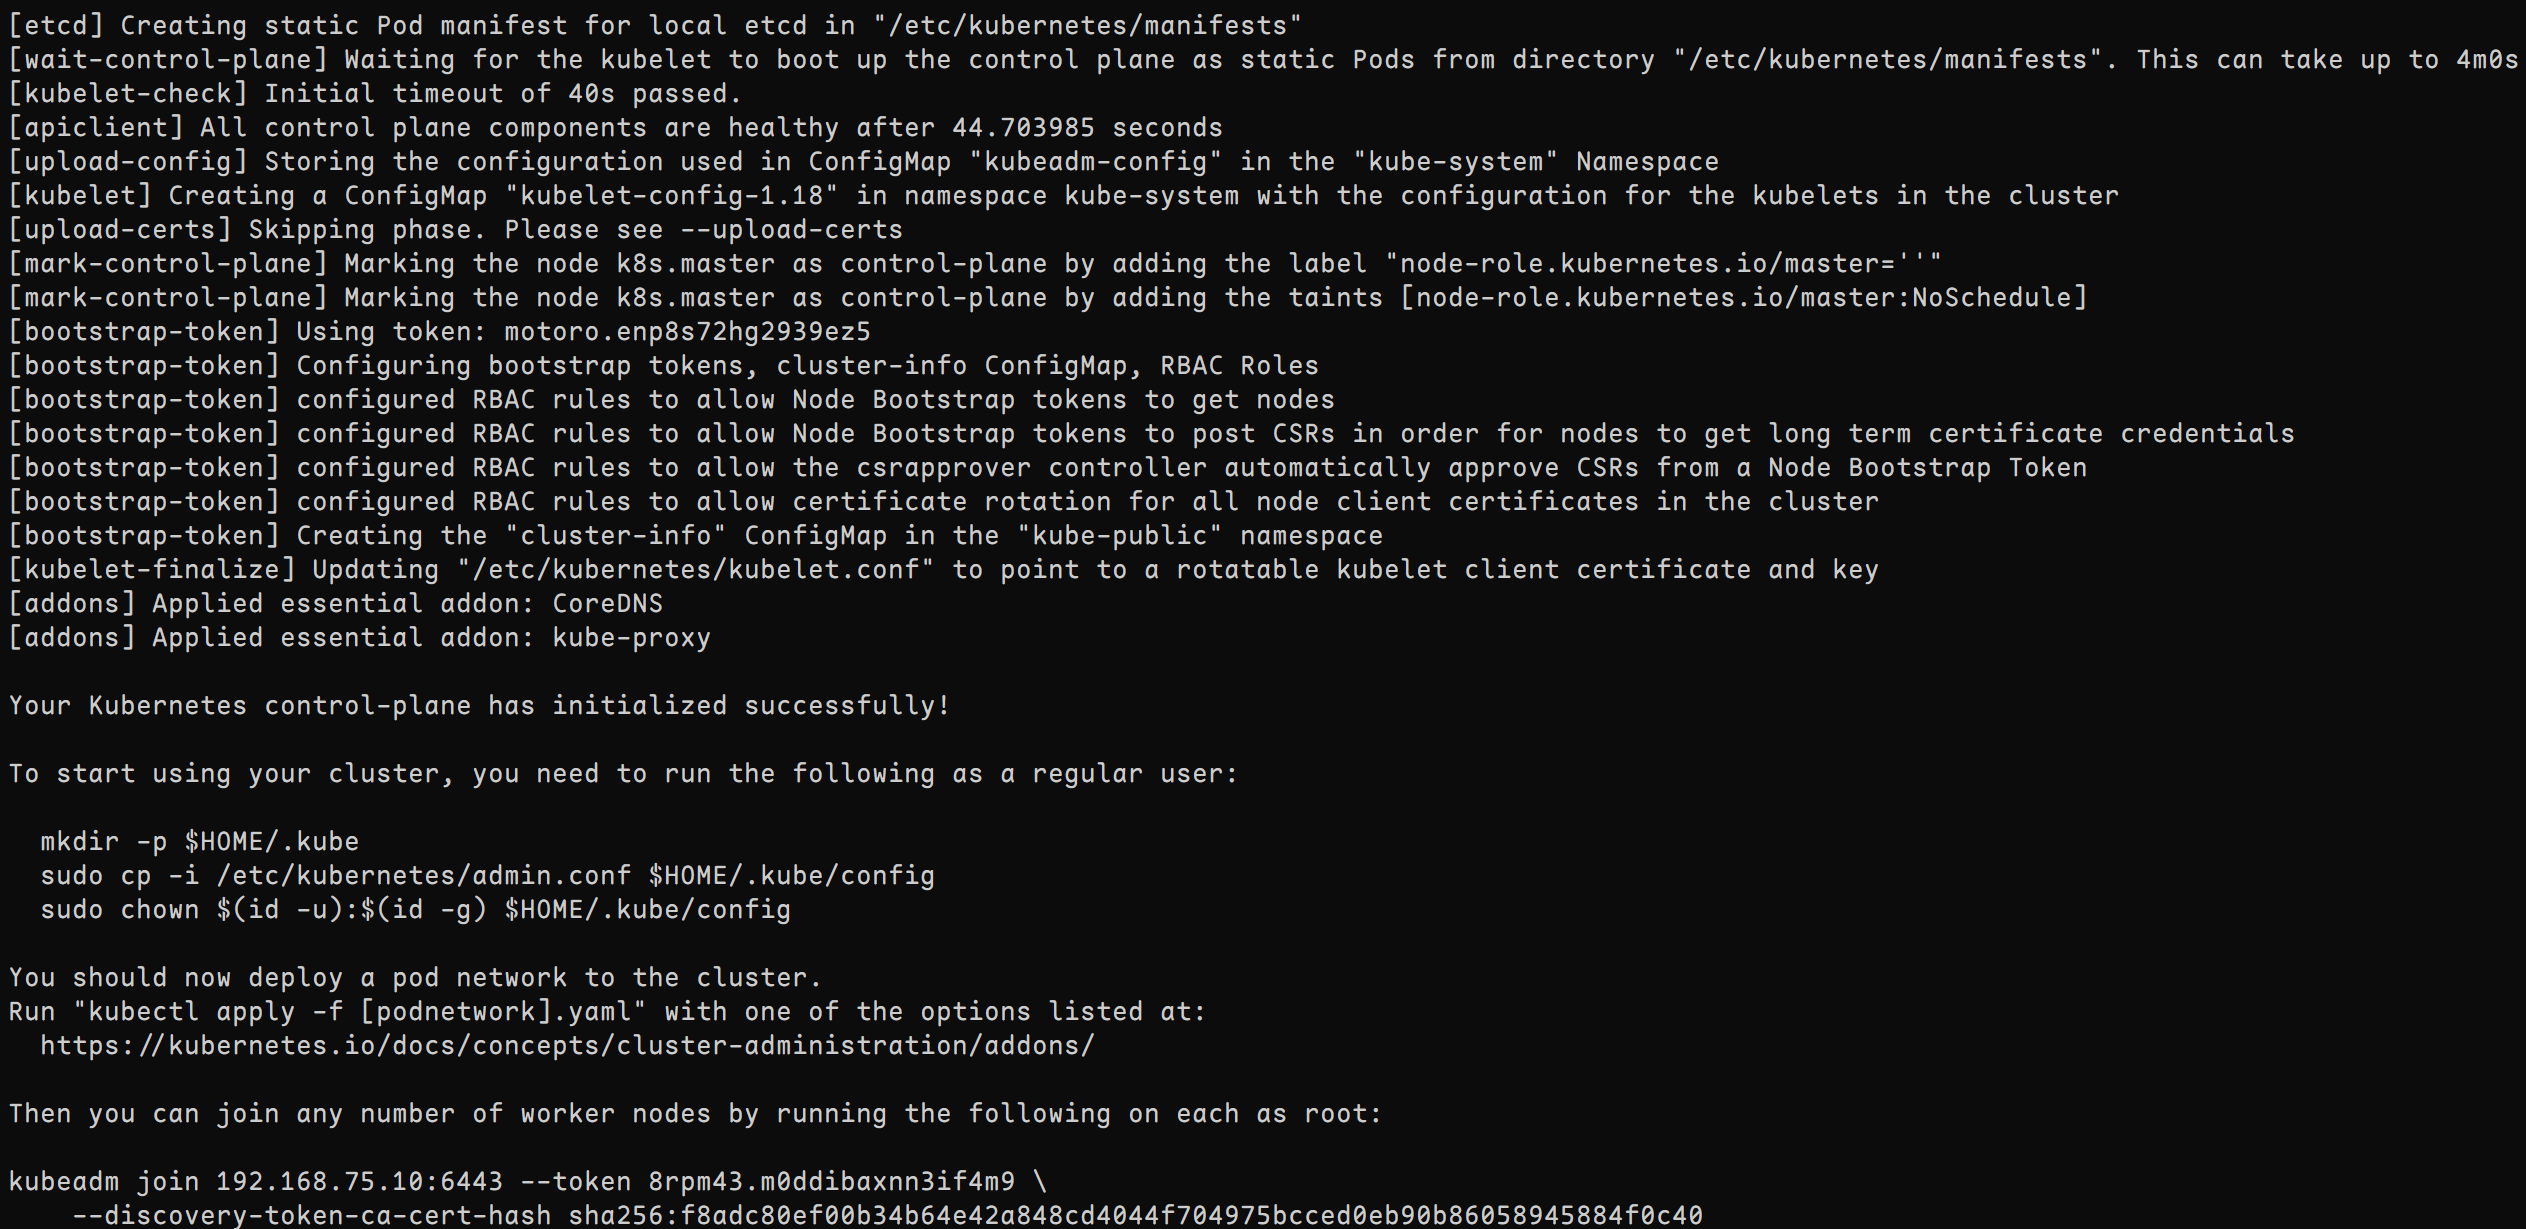 [etcd] Creating static Pod manifest for local etcd in "/etc/kubernetes/manifests"
[wait-control-plane] Waiting for the kubelet to boot up the control plane as static Pods from directory "/etc/kubernetes/manifests". This can take up to 4m0s
[kubelet-check] Initial timeout of 40s passed.
[apiclient] All control plane components are healthy after 44.703985 seconds
[upload-config] Storing the configuration used in ConfigMap "kubeadm-config" in the "kube-system" Namespace
[kubelet] Creating a ConfigMap "kubelet-config-1.18" in namespace kube-system with the configuration for the kubelets in the cluster
[upload-certs] Skipping phase. Please see --upload-certs
[mark-control-plane] Marking the node k8s.master as control-plane by adding the label "node-role.kubernetes.io/master=''"
[mark-control-plane] Marking the node k8s.master as control-plane by adding the taints [node-role.kubernetes.io/master:NoSchedule]
[bootstrap-token] Using token: motoro.enp8s72hg2939ez5
[bootstrap-token] Configuring bootstrap tokens, cluster-info ConfigMap, RBAC Roles
[bootstrap-token] configured RBAC rules to allow Node Bootstrap tokens to get nodes
[bootstrap-token] configured RBAC rules to allow Node Bootstrap tokens to post CSRs in order for nodes to get long term certificate credentials
[bootstrap-token] configured RBAC rules to allow the csrapprover controller automatically approve CSRs from a Node Bootstrap Token
[bootstrap-token] configured RBAC rules to allow certificate rotation for all node client certificates in the cluster
[bootstrap-token] Creating the "cluster-info" ConfigMap in the "kube-public" namespace
[kubelet-finalize] Updating "/etc/kubernetes/kubelet.conf" to point to a rotatable kubelet client certificate and key
[addons] Applied essential addon: CoreDNS
[addons] Applied essential addon: kube-proxy
Your Kubernetes control-plane has initialized successfully!
To start using your cluster, you need to run the following as a regular user:
mkdir -p $HOME/.kube
sudo cp -i /etc/kubernetes/admin.conf $HOME/.kube/config
sudo chown $(id -u):$(id -g) $HOME/.kube/config
You should now deploy a pod network to the cluster.
Run "kubectl apply -f [podnetwork].yaml" with one of the options listed at:
https://kubernetes.io/docs/concepts/cluster-administration/addons/
Then you can join any number of worker nodes by running the following on each as root:
kubeadm join 192.168.75.10:6443 --token 8rpm43.m0ddibaxnn3if4m9 \
--discovery-token-ca-cert-hash sha256:f8adc80ef00b34b64e42a848cd4044f704975bcced0eb90b86058945884f0c40